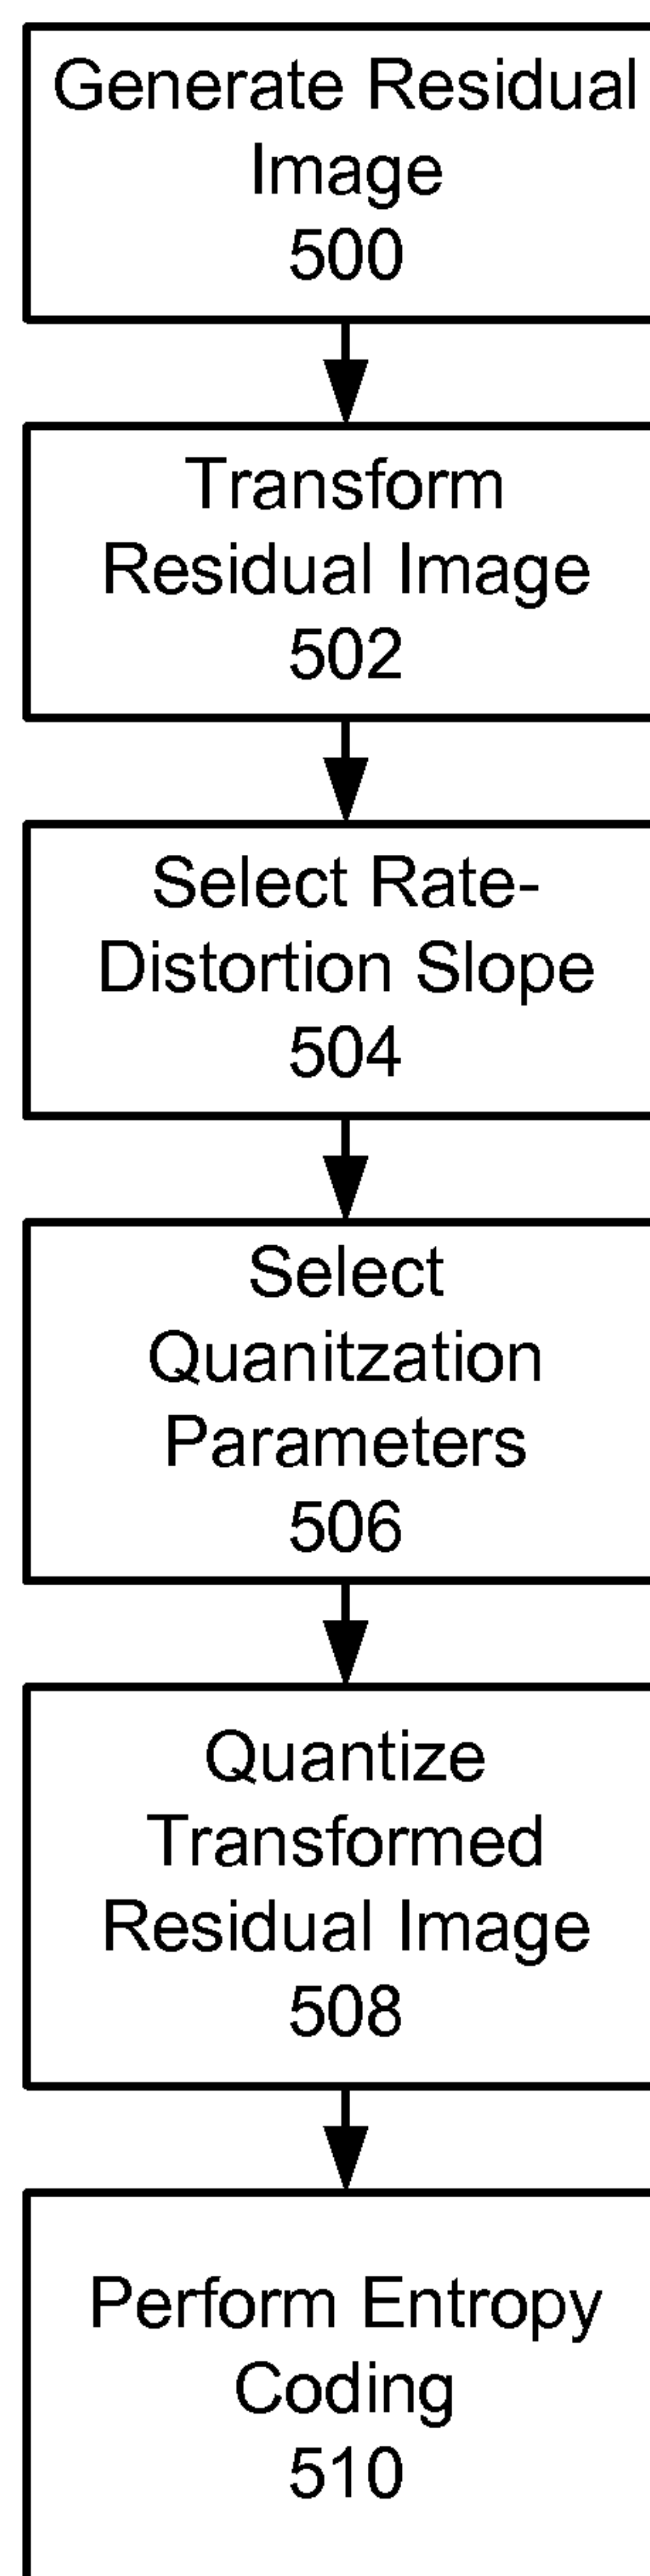 Generate Residual
Image
500
Transform
Residual Image
502
Select Rate-
Distortion Slope
504
Select
Quanitzation
Parameters
506
Quantize
Transformed
Residual Image
508
Perform Entropy
Coding
510